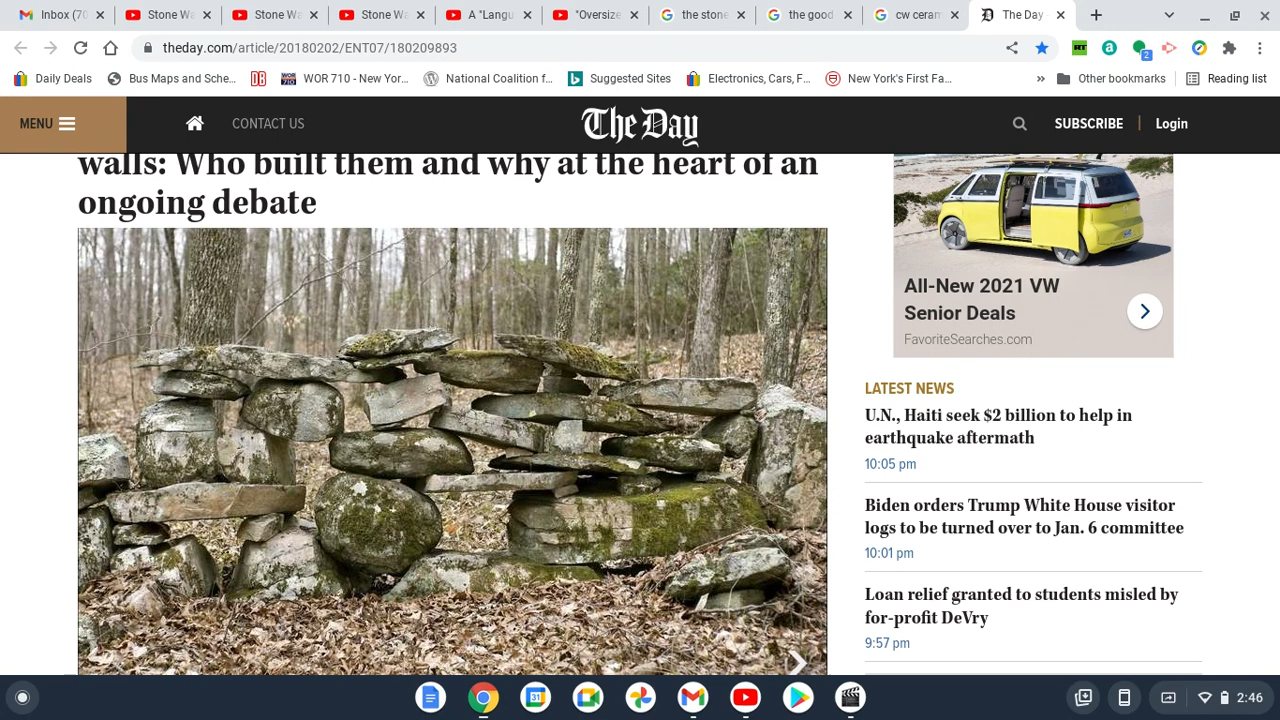 Inbox (70
Stone Wa
Stone Wa
Stone Wa
A "Langu
"Oversize
the stone
the good
cw ceram
The Day
theday.com/article/20180202/ENT07/180209893
RT
a
2
Daily Deals
Bus Maps and Sche...
WOR 710 - New Yor...
National Coalition f...
Suggested Sites
Electronics, Cars, F...
New York's First Fa...
»
Other bookmarks
Reading list
MENU
CONTACT US
The Day
SUBSCRIBE
Login
walls: Who built them and why at the heart of an
ongoing debate
All-New 2021 VW
Senior Deals
FavoriteSearches.com
LATEST NEWS
U.N., Haiti seek $2 billion to help in
earthquake aftermath
10:05 pm
Biden orders Trump White House visitor
logs to be turned over to Jan. 6 committee
10:01 pm
Loan relief granted to students misled by
for-profit DeVry
9:57 pm
31
2:46